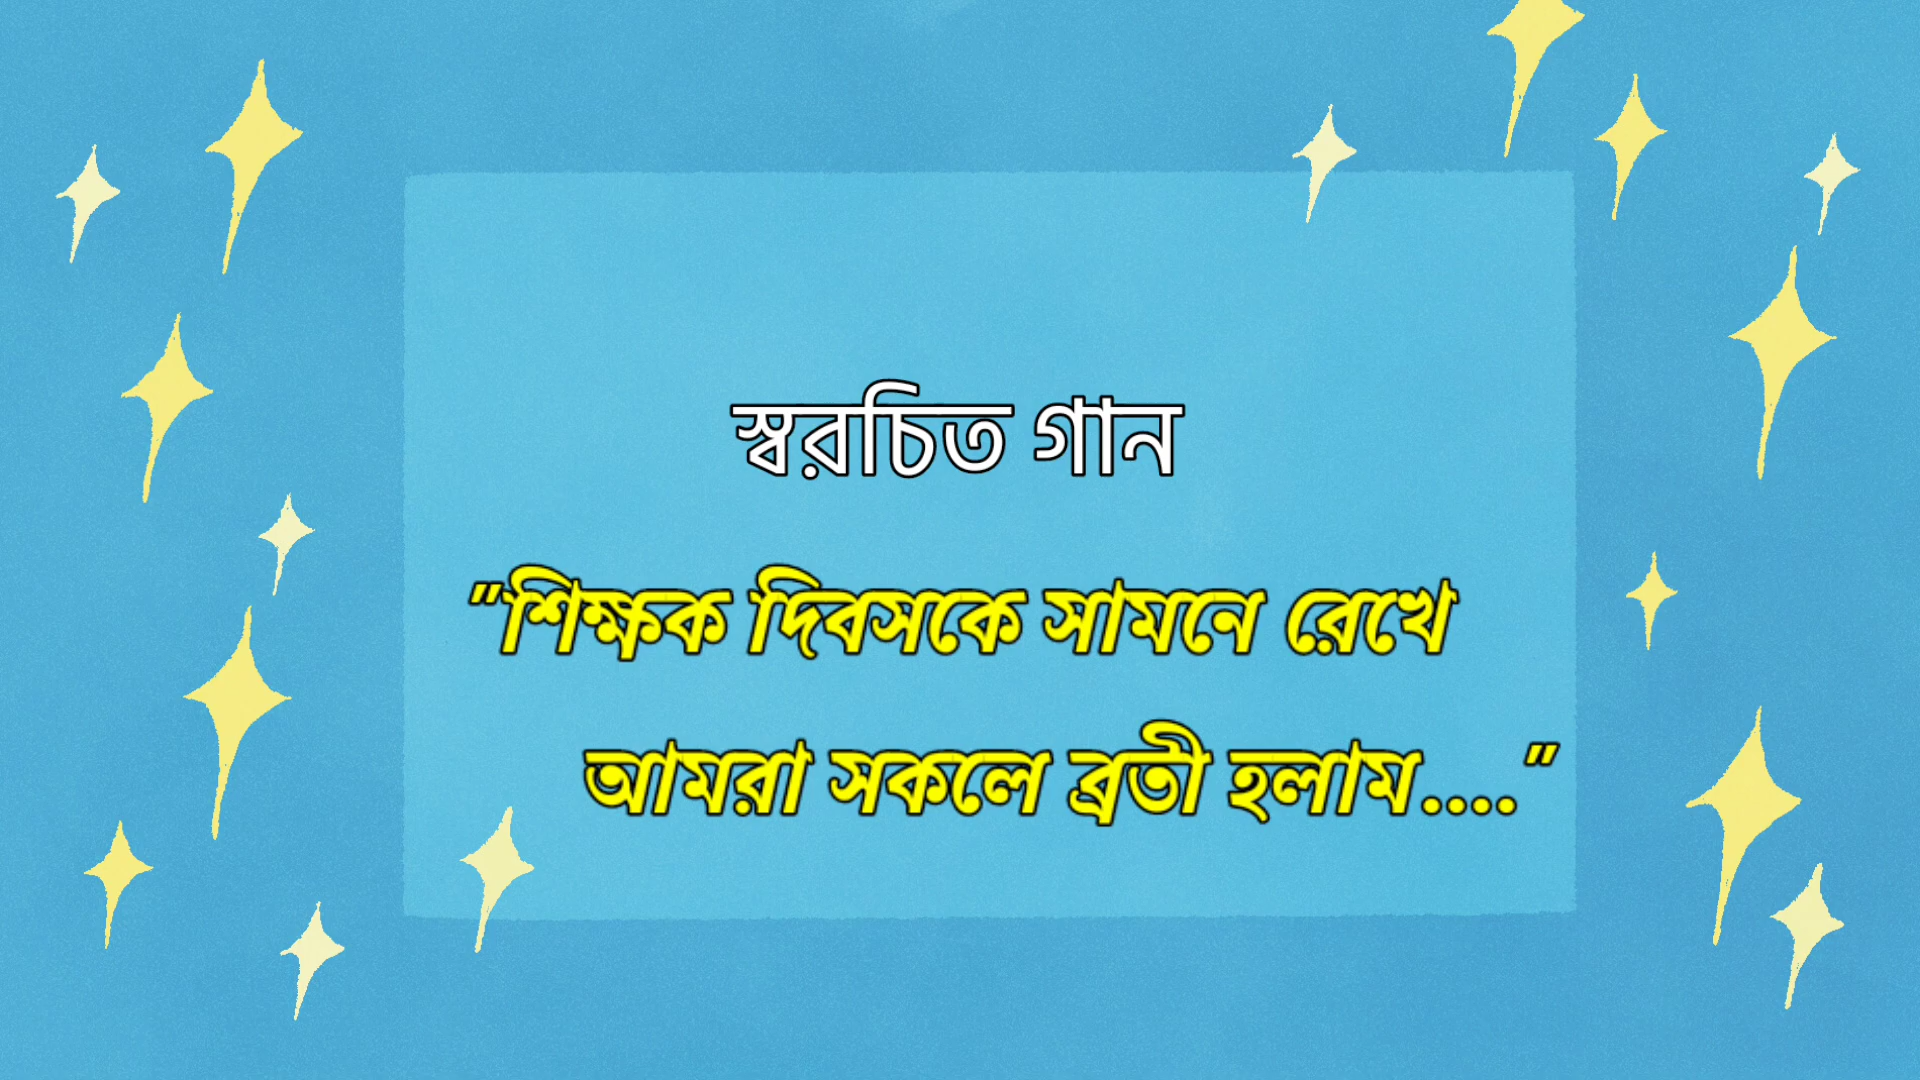 স্বরচিত গান
"শিক্ষক দিবসকে সামনে রেখে
আমরা সকলে ব্রতী হলাম...."